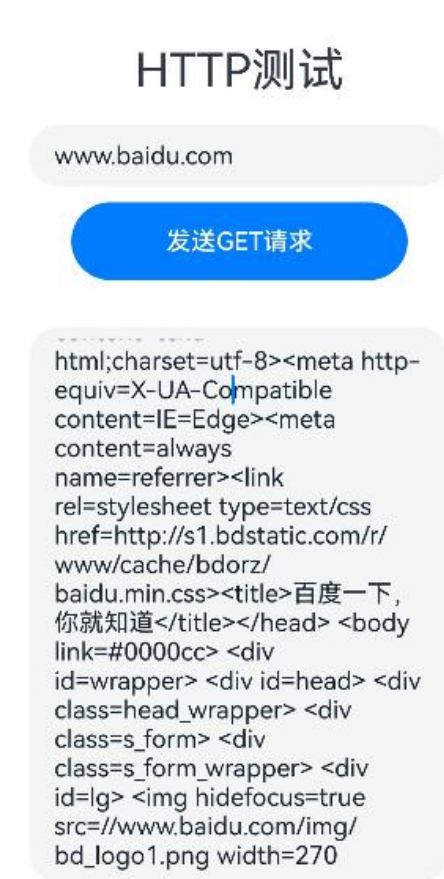 HTTP测试
www.baidu.com
发送GET请求
html;charset=utf-8><meta http-
equiv=X-UA-Compatible
content=IE=Edge><meta
content=always
name=referrer><link
rel=stylesheet type=text/css
href=http://s1.bdstatic.com/r/
www/cache/bdorz/
baidu.min.css><title>百度一下，
你就知道</title></head> <body
link=#0000cc> <div
id=wrapper> <div id=head> <div
class=head_wrapper> <div
class=s_form> <div
class=s_form_wrapper> <div
id=lg> <img hidefocus=true
src=//www.baidu.com/img/
bd_logo1.png width=270